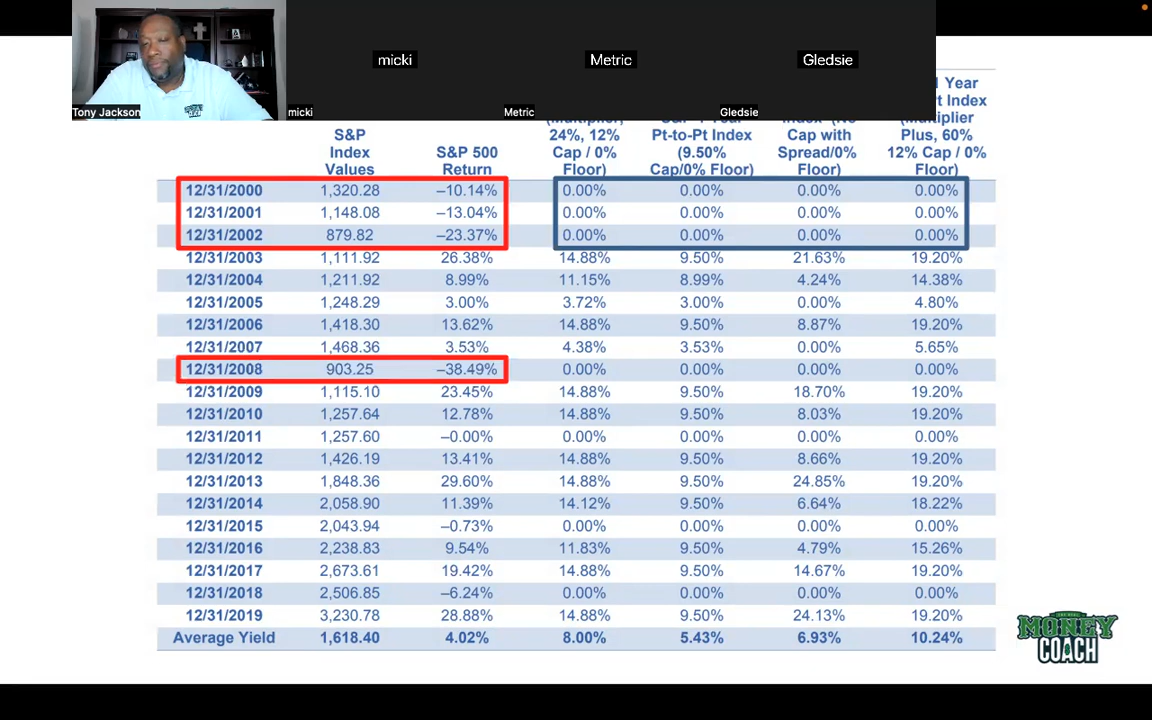 micki
Metric
Gledsie
Tony Jackson
micki
Metric
Gledsie
Year
t Index
24%, 12% Pt-to-Pt Index Cap with Plus, 60%
S&P
Index
Values
S&P 500
Return
Cap / 0%
Floor)
(9.50%
Cap/0% Floor)
Spread/0%
Floor)
12% Cap / 0%
Floor)
12/31/2000 1,320.28 –10.14% 0.00% 0.00% 0.00% 0.00%
12/31/2001 1,148.08 –13.04% 0.00% 0.00% 0.00% 0.00%
12/31/2002 879.82 –23.37% 0.00% 0.00% 0.00% 0.00%
12/31/2003 1,111.92 26.38% 14.88% 9.50% 21.63% 19.20%
12/31/2004 1,211.92 8.99% 11.15% 8.99% 4.24% 14.38%
12/31/2005 1,248.29 3.00% 3.72% 3.00% 0.00% 4.80%
12/31/2006 1,418.30 13.62% 14.88% 9.50% 8.87% 19.20%
12/31/2007 1,468.36 3.53% 4.38% 3.53% 0.00% 5.65%
12/31/2008 903.25 –38.49% 0.00% 0.00% 0.00% 0.00%
12/31/2009 1,115.10 23.45% 14.88% 9.50% 18.70% 19.20%
12/31/2010 1,257.64 12.78% 14.88% 9.50% 8.03% 19.20%
12/31/2011 1,257.60 –0.00% 0.00% 0.00% 0.00% 0.00%
12/31/2012 1,426.19 13.41% 14.88% 9.50% 8.66% 19.20%
12/31/2013 1,848.36 29.60% 14.88% 9.50% 24.85% 19.20%
12/31/2014 2,058.90 11.39% 14.12% 9.50% 6.64% 18.22%
12/31/2015 2,043.94 –0.73% 0.00% 0.00% 0.00% 0.00%
12/31/2016 2,238.83 9.54% 11.83% 9.50% 4.79% 15.26%
12/31/2017 2,673.61 19.42% 14.88% 9.50% 14.67% 19.20%
12/31/2018 2,506.85 –6.24% 0.00% 0.00% 0.00% 0.00%
12/31/2019 3,230.78 28.88% 14.88% 9.50% 24.13% 19.20%
Average Yield 1,618.40 4.02% 8.00% 5.43% 6.93% 10.24%
MONEY
COACH